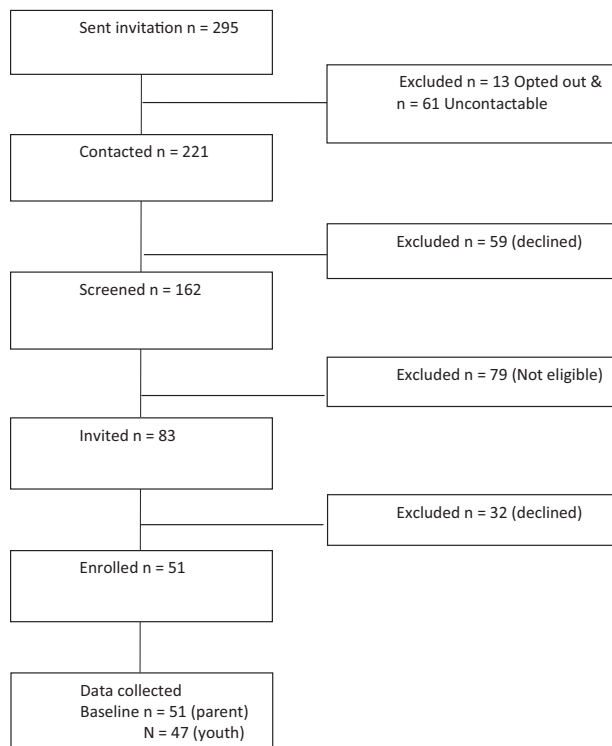 Sent invitation n = 295
Excluded n = 13 Opted out &
n = 61 Uncontactable
Contacted n = 221
Excluded n = 59 (declined)
Screened n = 162
Excluded n = 79 (Not eligible)
Invited n = 83
Excluded n = 32 (declined)
Enrolled n = 51
Data collected
Baseline n = 51 (parent)
N = 47 (youth)